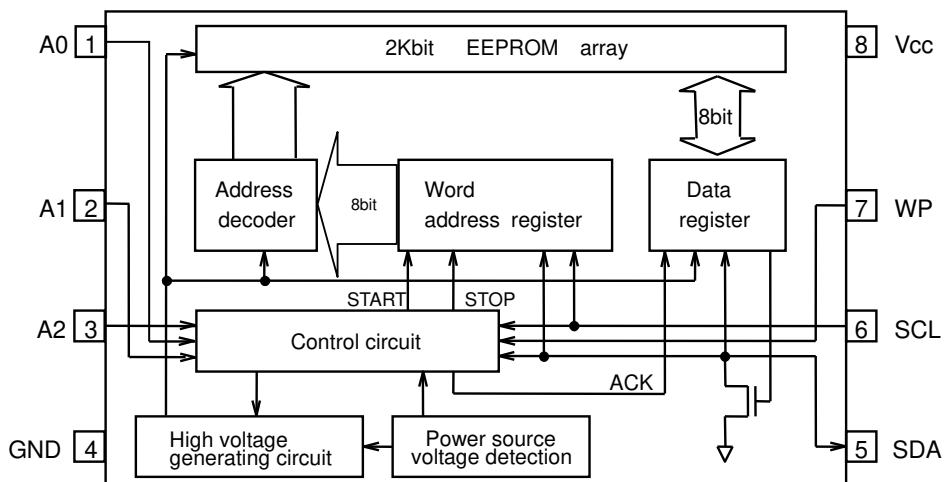 A0 1
2Kbit EEPROM array
8 Vcc
8bit
A1 2
Address
decoder
8bit
Word
address register
Data
register
7 WP
START
STOP
A2 3
Control circuit
6 SCL
ACK
GND 4
High voltage
generating circuit
Power source
voltage detection
5 SDA